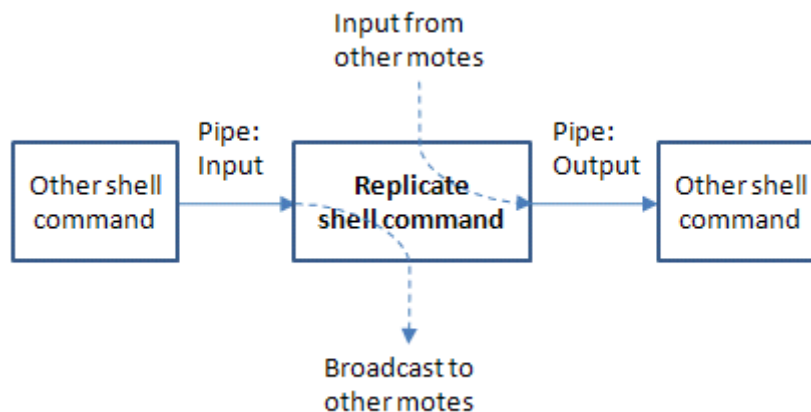 Input from
other motes
Pipe:
Input
Pipe:
Output
Other shell
command
Replicate
shell command
Other shell
command
Broadcast to
other motes